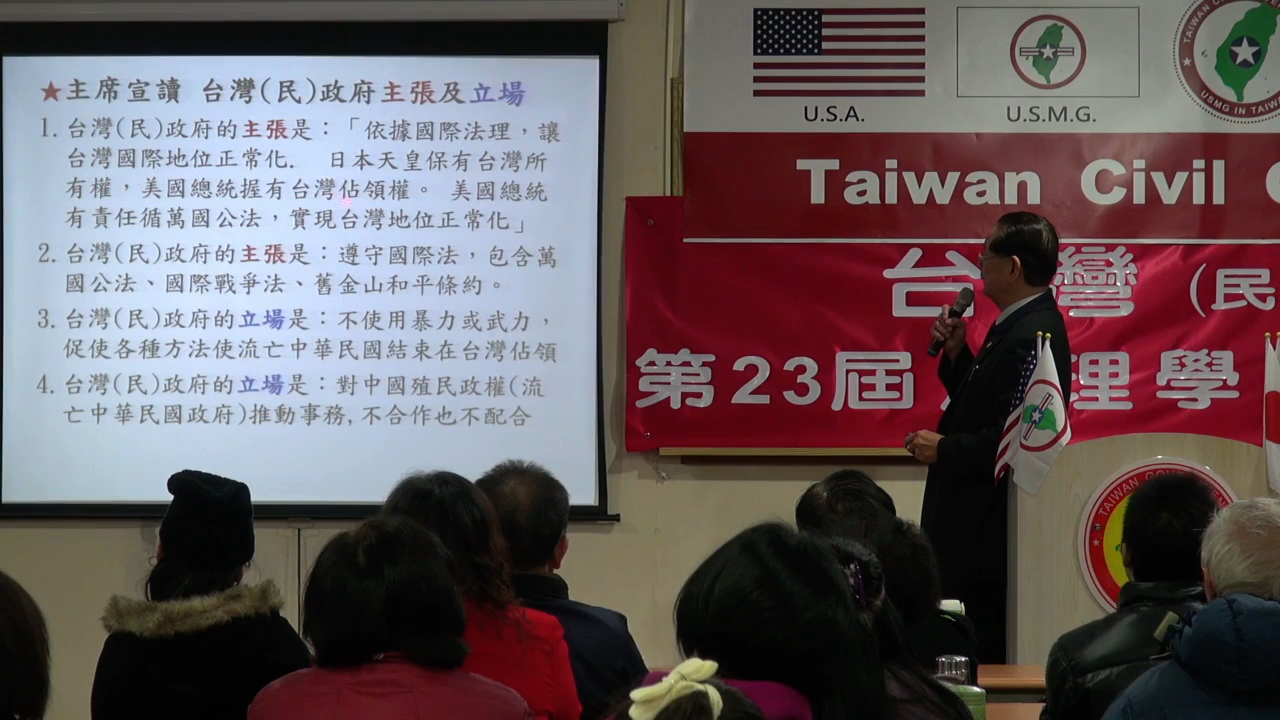 ★主席宣讀 台灣(民)政府主張及立場
1. 台灣(民)政府的主張是：「依據國際法理，讓
台灣國際地位正常化. 日本天皇保有台灣所
有權，美國總統握有台灣佔領權。 美國總統
有責任循萬國公法，實現台灣地位正常化」
2. 台灣(民)政府的主張是：遵守國際法，包含萬
國公法、國際戰爭法、舊金山和平條約。
3. 台灣(民)政府的立場是：不使用暴力或武力，
促使各種方法使流亡中華民國結束在台灣佔領
4. 台灣(民)政府的立場是：對中國殖民政權(流
亡中華民國政府)推動事務,不合作也不配合
U.S.A.
U.S.M.G.
TAIWAN
USMG IN TAIW
Taiwan Civil
台灣(民
第23屆
理學
TAIWAN